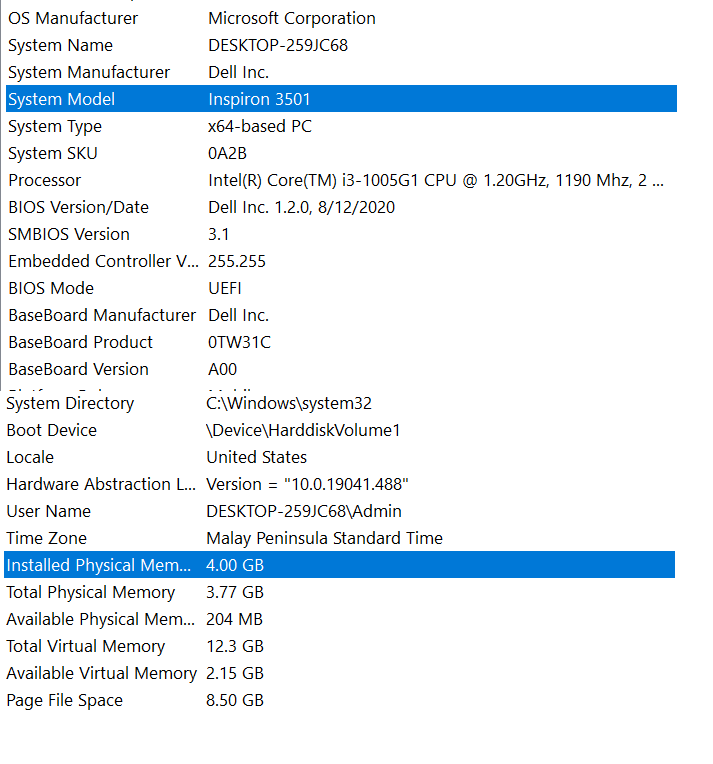 OS Manufacturer Microsoft Corporation
System Name DESKTOP-259JC68
System Manufacturer Dell Inc.
System Model Inspiron 3501
System Type x64-based PC
System SKU 0A2B
Processor Intel(R) Core(TM) i3-1005G1 CPU @ 1.20GHz, 1190 Mhz, 2 ...
BIOS Version/Date Dell Inc. 1.2.0, 8/12/2020
SMBIOS Version 3.1
Embedded Controller V... 255.255
BIOS Mode UEFI
BaseBoard Manufacturer Dell Inc.
BaseBoard Product 0TW31C
BaseBoard Version A00
System Directory C:\Windows\system32
Boot Device \Device\HarddiskVolume1
Locale United States
Hardware Abstraction L... Version = "10.0.19041.488"
User Name DESKTOP-259JC68\Admin
Time Zone Malay Peninsula Standard Time
Installed Physical Mem... 4.00 GB
Total Physical Memory 3.77 GB
Available Physical Mem... 204 MB
Total Virtual Memory 12.3 GB
Available Virtual Memory 2.15 GB
Page File Space 8.50 GB